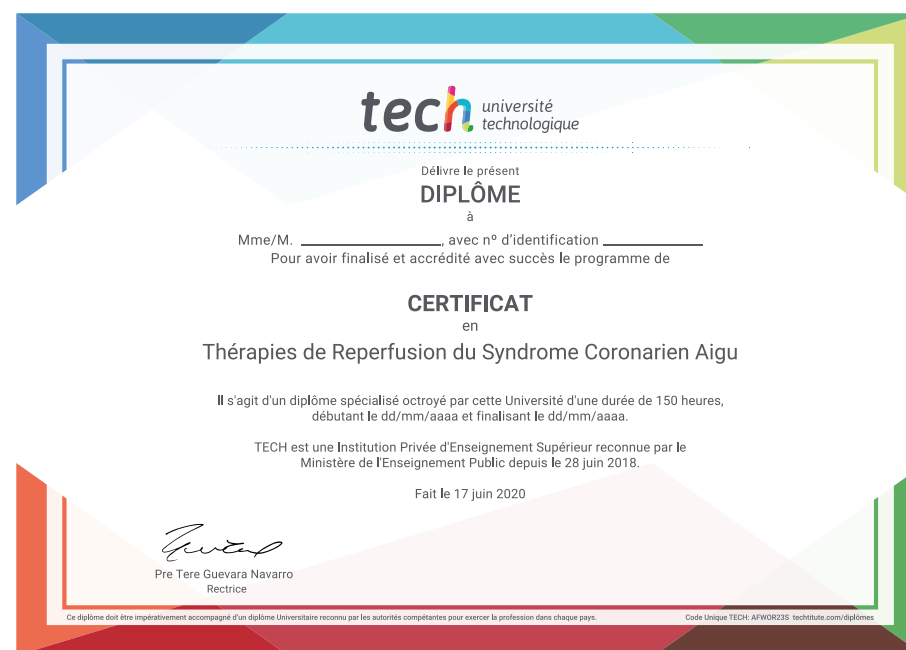 tech université
technologique
Délivre le présent
DIPLÔME
à
Mme/M. ____________________, avec nº d'identification ______________
Pour avoir finalisé et accrédité avec succès le programme de
CERTIFICAT
en
Thérapies de Reperfusion du Syndrome Coronarien Aigu
Il s'agit d'un diplôme spécialisé octroyé par cette Université d'une durée de 150 heures,
débutant le dd/mm/aaaa et finalisant le dd/mm/aaaa.
TECH est une Institution Privée d'Enseignement Supérieur reconnue par le
Ministère de l'Enseignement Public depuis le 28 juin 2018.
Fait le 17 juin 2020
Pre Tere Guevara Navarro
Rectrice
Ce diplôme doit être impérativement accompagné d'un diplôme Universitaire reconnu par les autorités compétantes pour exercer la profession dans chaque pays.
Code Unique TECH: AFWOR23S techtitute.com/diplômes